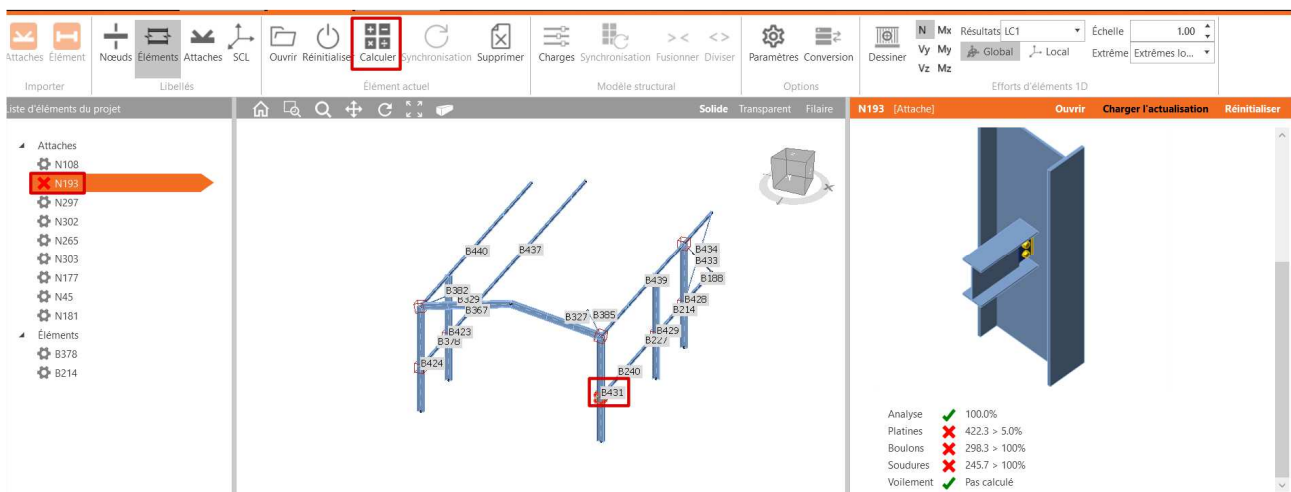 Attaches Élément Nœuds Éléments Attaches SCL Ouvrir Réinitialiser Calculer Synchronisation Supprimer Charges Synchronisation Fusionner Diviser Paramètres Conversion Dessiner
N Mx Résultats LC1 Échelle 1.00
Vy My Global Local Extrême Extrêmes lo...
Vz Mz
Importer Libellés Élément actuel Modèle structural Options Efforts d'éléments 1D
Liste d'éléments du projet
Solide Transparent Filaire
N193 [Attache] Ouvrir Charger l'actualisation Réinitialiser
Attaches
N108
N193
N297
N302
N265
N303
N177
N45
N181
Éléments
B378
B214
B440
B437
B434
B433
B439
B188
B382
B329
B367
B428
B214
B327
B385
B423
B378
B429
B227
B424
B240
B431
Analyse 100.0%
Platines 422.3 > 5.0%
Boulons 298.3 > 100%
Soudures 245.7 > 100%
Voilement Pas calculé